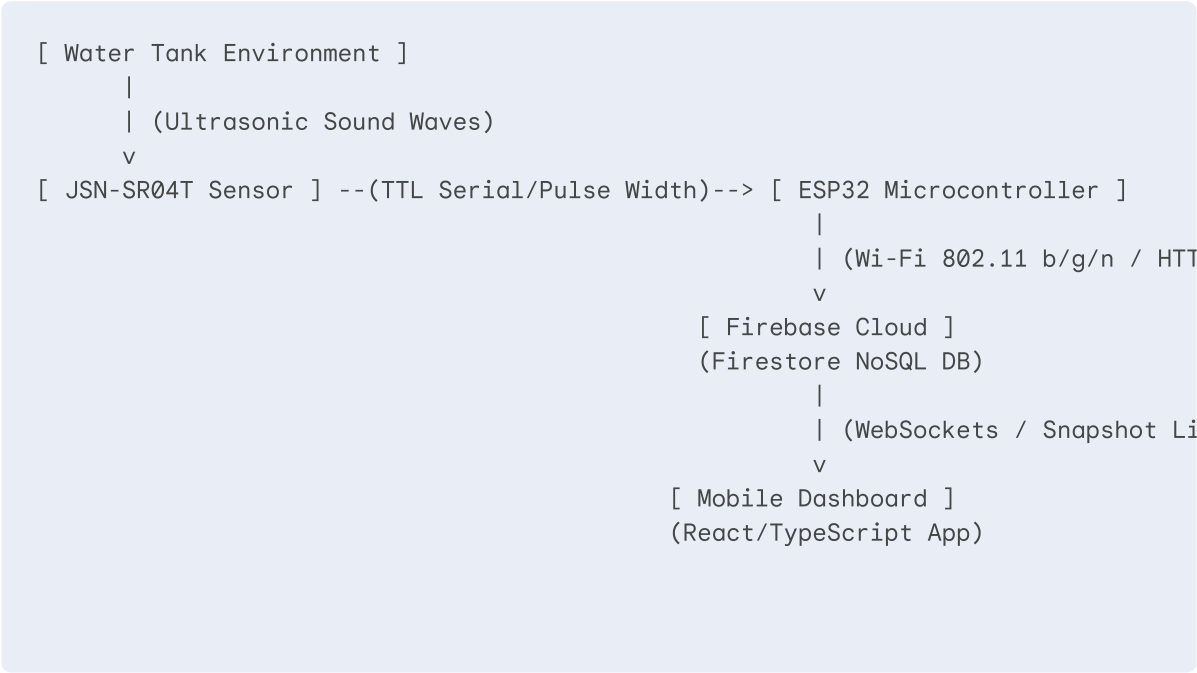 [ Water Tank Environment ]
|
| (Ultrasonic Sound Waves)
v
[ JSN-SR04T Sensor ] --(TTL Serial/Pulse Width)--> [ ESP32 Microcontroller ]
|
| (Wi-Fi 802.11 b/g/n / HTT
v
[ Firebase Cloud ]
(Firestore NoSQL DB)
|
| (WebSockets / Snapshot Li
v
[ Mobile Dashboard ]
(React/TypeScript App)